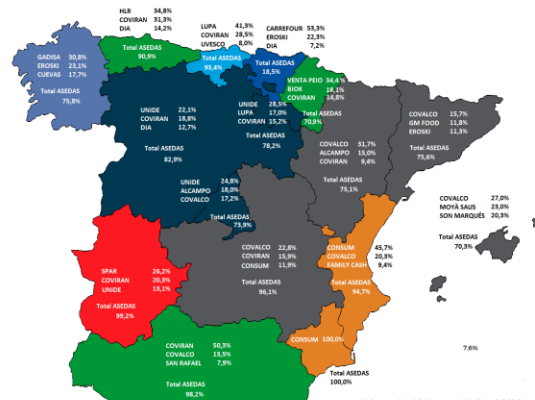 HLR 34,8%
COVIRAN 31,3%
DIA 14,2%
Total ASEDAS
90,9%
LUPA 41,3%
COVIRAN 28,5%
UVESCO 8,0%
Total ASEDAS
93,4%
CARREFOUR 53,3%
EROSKI 22,3%
DIA 7,2%
Total ASEDAS
18,5%
GADISA 30,8%
EROSKI 23,1%
CUEVAS 17,7%
Total ASEDAS
75,8%
VENTA PEIO 34,4%
BIOK 18,1%
COVIRAN 14,8%
Total ASEDAS
70,9%
UNIDE 22,1%
COVIRAN 18,8%
DIA 12,7%
Total ASEDAS
82,9%
UNIDE 28,5%
LUPA 17,0%
COVIRAN 15,2%
Total ASEDAS
78,2%
COVALCO 31,7%
ALCAMPO 15,0%
COVIRAN 9,4%
Total ASEDAS
75,1%
COVALCO 15,7%
GM FOOD 11,8%
EROSKI 11,3%
Total ASEDAS
75,6%
UNIDE 24,8%
ALCAMPO 18,0%
COVALCO 17,2%
Total ASEDAS
73,9%
COVALCO 27,0%
MOYÀ SAUS 23,0%
SON MARQUÉS 20,3%
Total ASEDAS
70,3%
SPAR 26,2%
COVIRAN 20,3%
UNIDE 13,1%
Total ASEDAS
99,2%
COVALCO 22,8%
COVIRAN 15,9%
CONSUM 11,9%
Total ASEDAS
96,1%
CONSUM 45,7%
COVALCO 20,3%
FAMILY CASH 9,4%
Total ASEDAS
94,7%
COVIRAN 50,3%
COVALCO 13,5%
SAN RAFAEL 7,9%
Total ASEDAS
98,2%
CONSUM 100,0%
Total ASEDAS
100,0%
7,6%